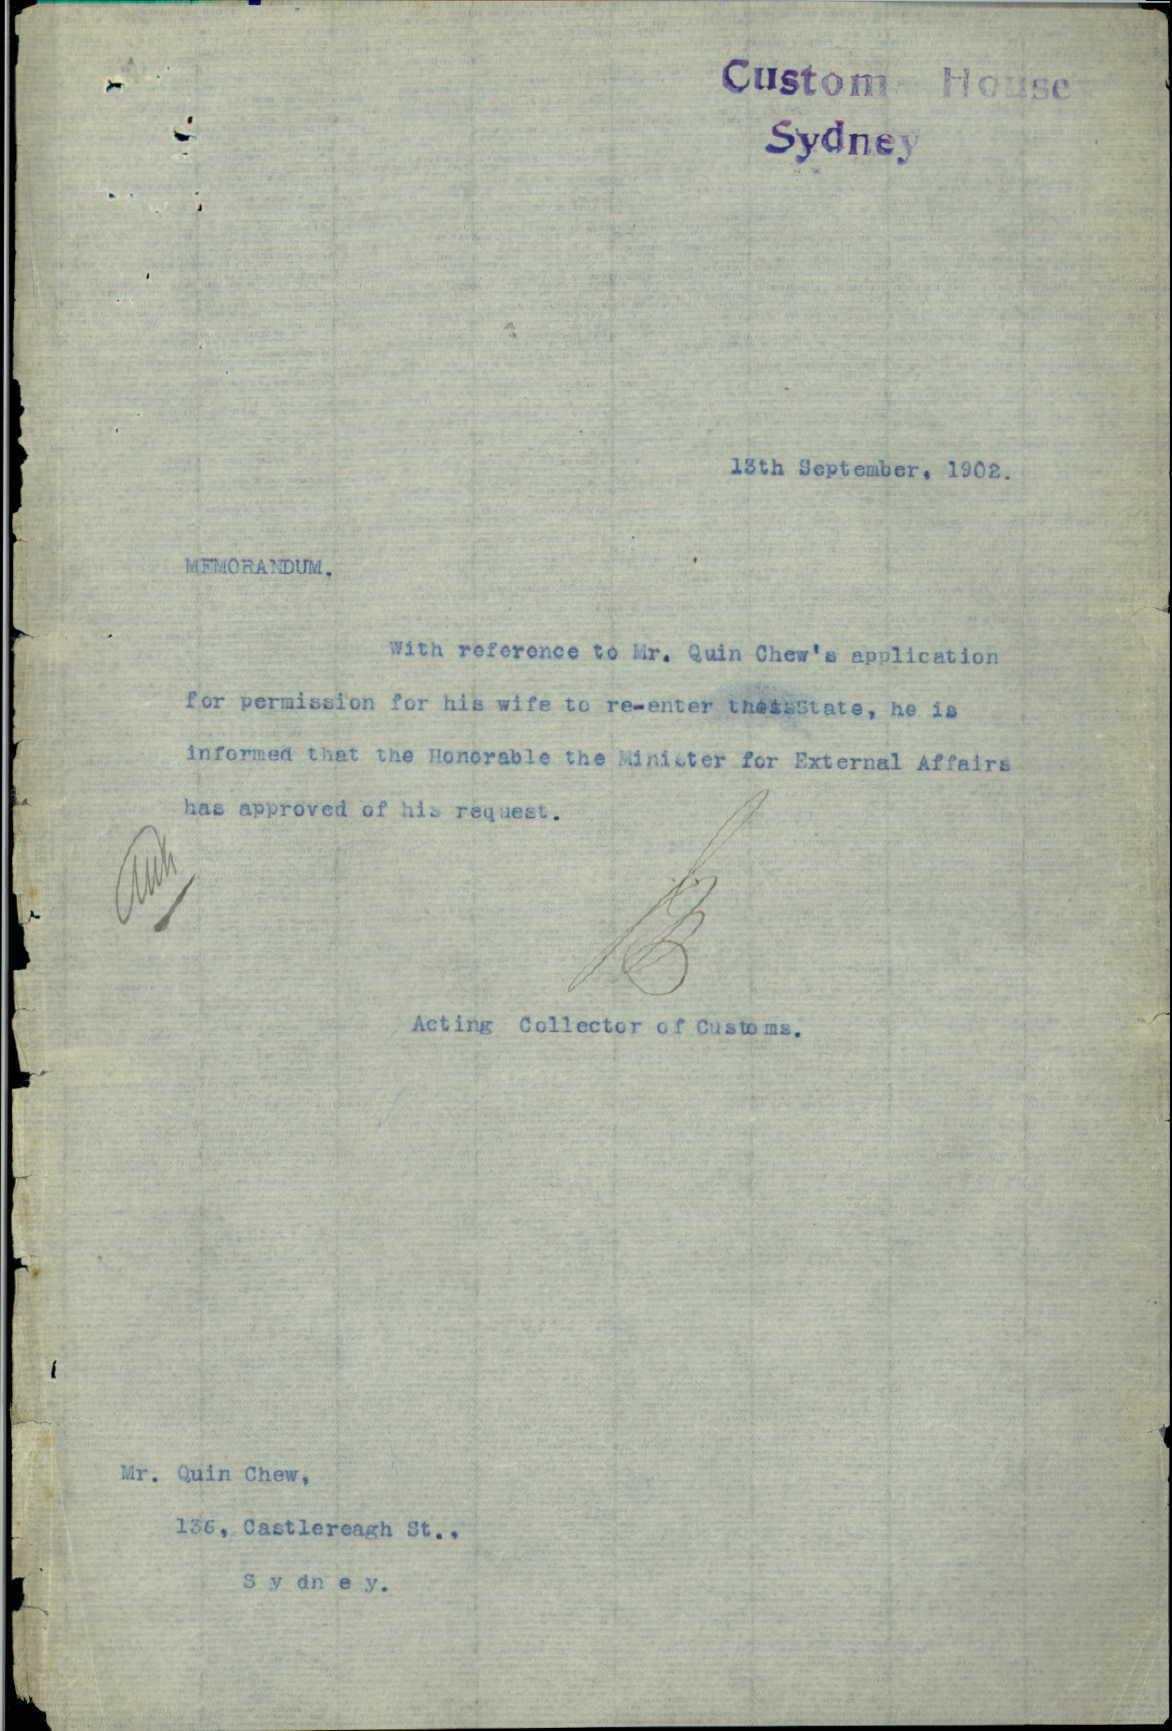 Custom House
Sydney
13th September, 1902.
MEMORANDUM.
With reference to Mr. Quin Chew's application
for permission for his wife to re-enter this State, he is
informed that the Honorable the Minister for External Affairs
has approved of his request.
Acting Collector of Customs.
Mr. Quin Chew,
136, Castlereagh St.,
S y dn e y.